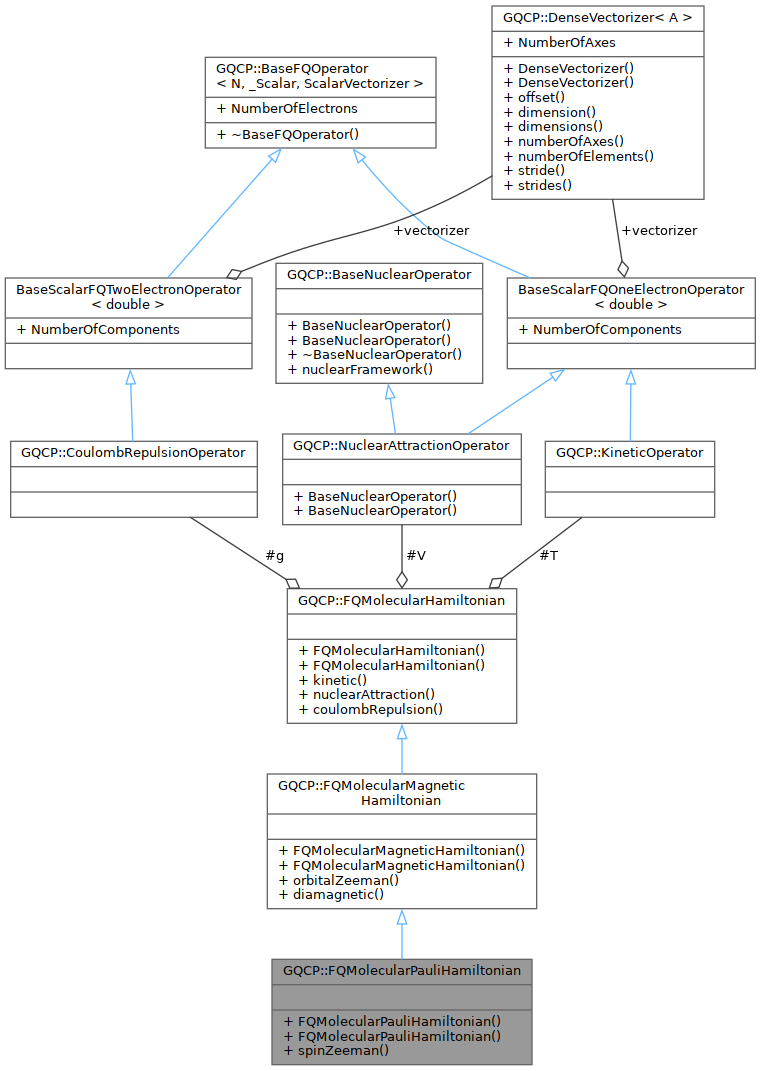 GQCP::DenseVectorizer< A >
+ NumberOfAxes
+ DenseVectorizer()
+ DenseVectorizer()
+ offset()
+ dimension()
+ dimensions()
+ numberOfAxes()
+ numberOfElements()
+ stride()
+ strides()
GQCP::BaseFQOperator
< N, _Scalar, ScalarVectorizer >
+ NumberOfElectrons
+ ~BaseFQOperator()
+vectorizer
+vectorizer
BaseScalarFQTwoElectronOperator
< double >
+ NumberOfComponents
GQCP::BaseNuclearOperator
+ BaseNuclearOperator()
+ BaseNuclearOperator()
+ ~BaseNuclearOperator()
+ nuclearFramework()
BaseScalarFQOneElectronOperator
< double >
+ NumberOfComponents
GQCP::CoulombRepulsionOperator
GQCP::NuclearAttractionOperator
+ BaseNuclearOperator()
+ BaseNuclearOperator()
GQCP::KineticOperator
#g
#V
#T
GQCP::FQMolecularHamiltonian
+ FQMolecularHamiltonian()
+ FQMolecularHamiltonian()
+ kinetic()
+ nuclearAttraction()
+ coulombRepulsion()
GQCP::FQMolecularMagnetic
Hamiltonian
+ FQMolecularMagneticHamiltonian()
+ FQMolecularMagneticHamiltonian()
+ orbitalZeeman()
+ diamagnetic()
GQCP::FQMolecularPauliHamiltonian
+ FQMolecularPauliHamiltonian()
+ FQMolecularPauliHamiltonian()
+ spinZeeman()